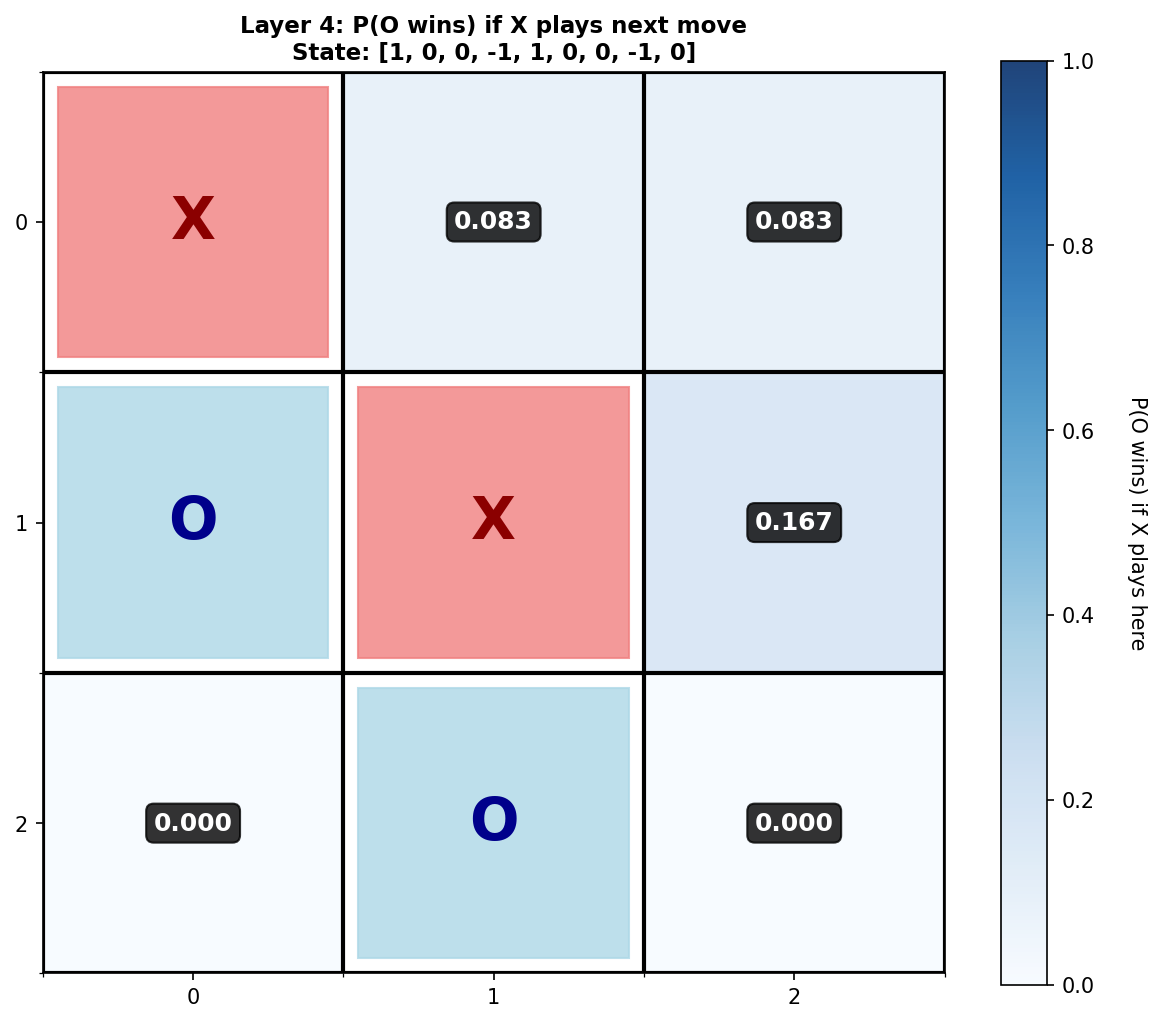 Layer 4: P(O wins) if X plays next move
State: [1, 0, 0, -1, 1, 0, 0, -1, 0]
0
X
0.083
0.083
1
O
X
0.167
2
0.000
O
0.000
0
1
2
1.0
0.8
0.6
0.4
0.2
0.0
P(O wins) if X plays here